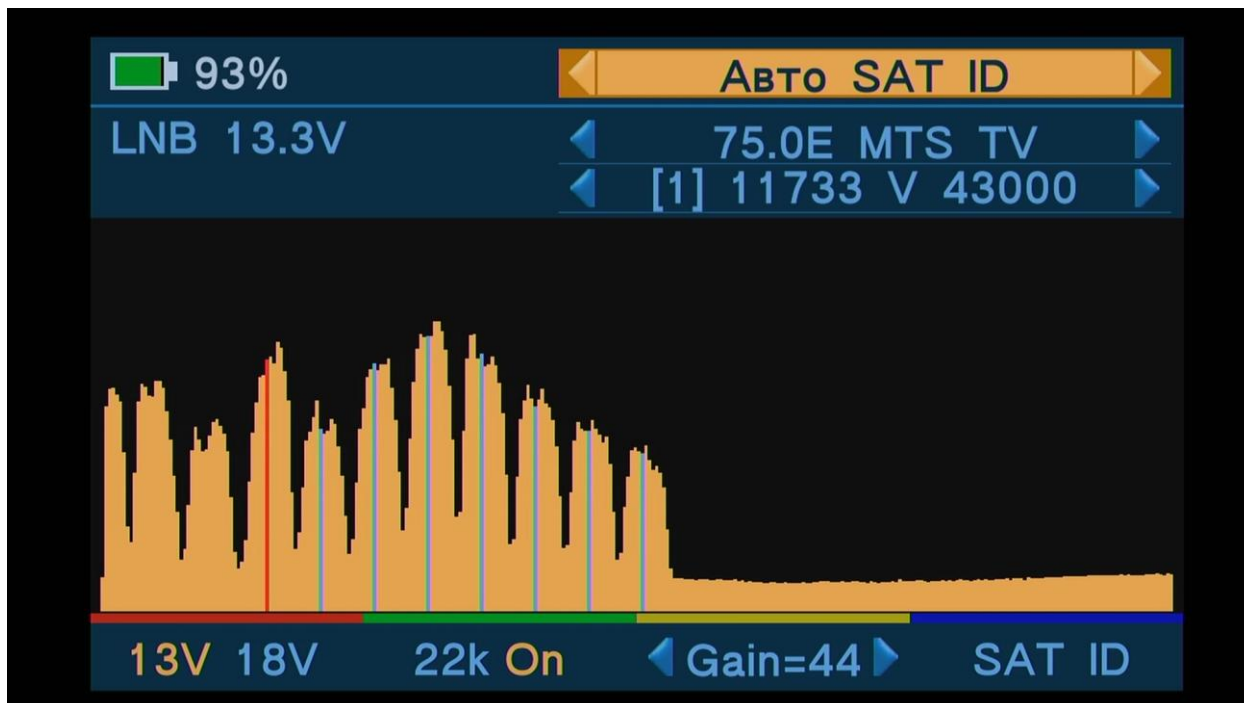 93%
Авто SAT ID
LNB 13.3V
75.0E MTS TV
[1] 11733 V 43000
13V 18V
22k On
Gain=44
SAT ID